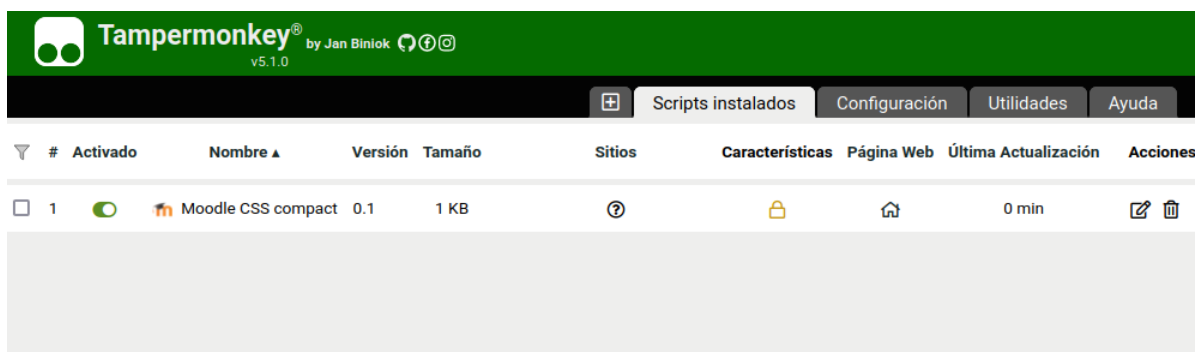 Tampermonkey® by Jan Biniok
v5.1.0
Scripts instalados Configuración Utilidades Ayuda
# Activado Nombre ▴ Versión Tamaño Sitios Características Página Web Última Actualización Acciones
1 Moodle CSS compact 0.1 1 KB 0 min